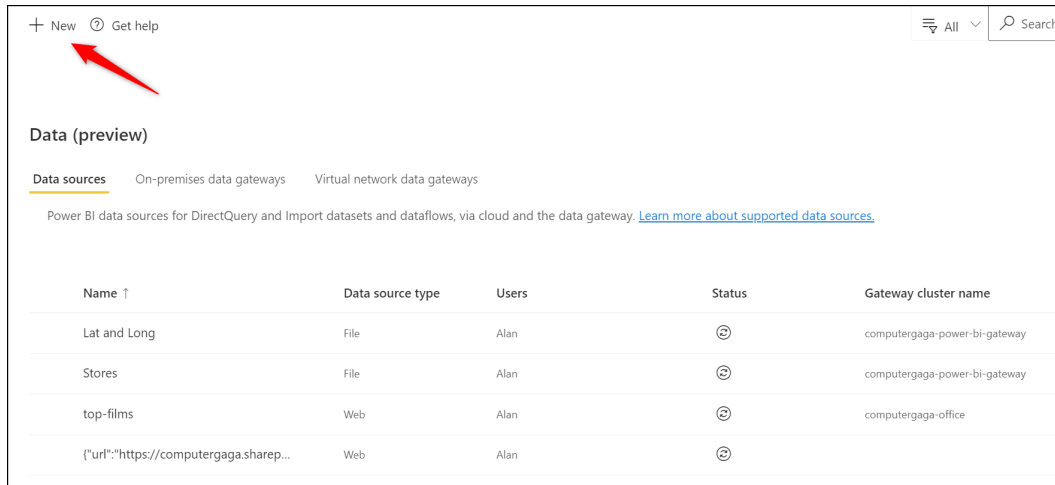 New Get help All Search
Data (preview)
Data sources On-premises data gateways Virtual network data gateways
Power BI data sources for DirectQuery and Import datasets and dataflows, via cloud and the data gateway. Learn more about supported data sources.
Name ↑ Data source type Users Status Gateway cluster name
Lat and Long File Alan computergaga-power-bi-gateway
Stores File Alan computergaga-power-bi-gateway
top-films Web Alan computergaga-office
{"url":"https://computergaga.sharep... Web Alan